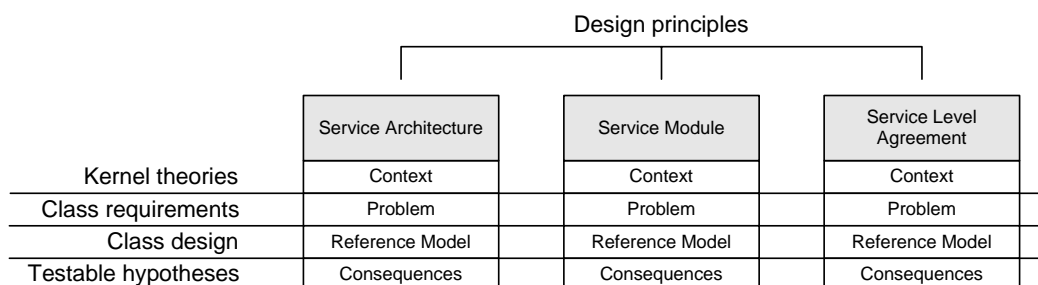 Design principles
Service Architecture
Service Module
Service Level
Agreement
Kernel theories Context Context Context
Class requirements Problem Problem Problem
Class design Reference Model Reference Model Reference Model
Testable hypotheses Consequences Consequences Consequences